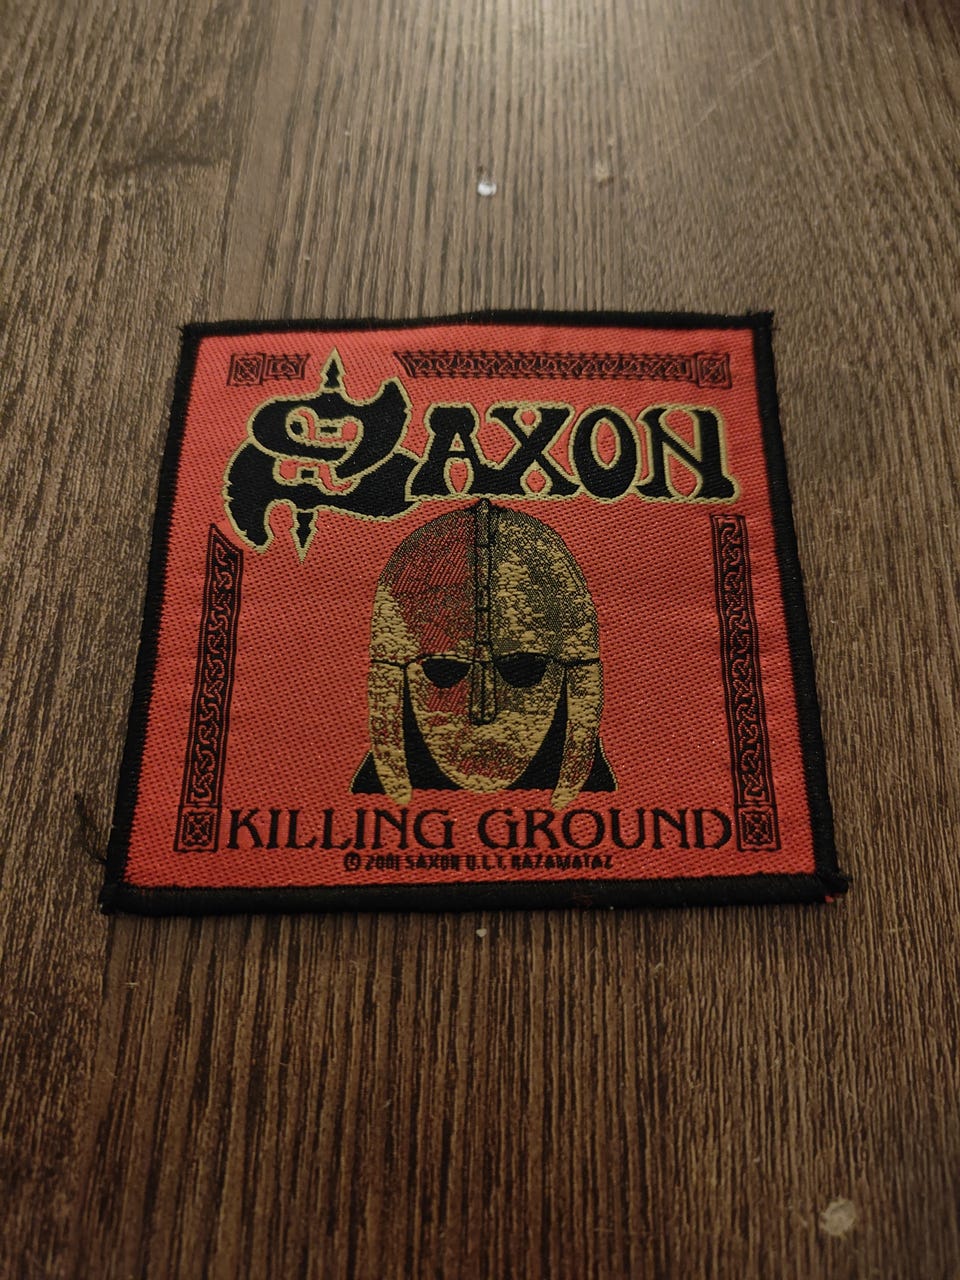 SAXON
KILLING GROUND
© 2001 SAXON U.L.T. RAZAMATAZ